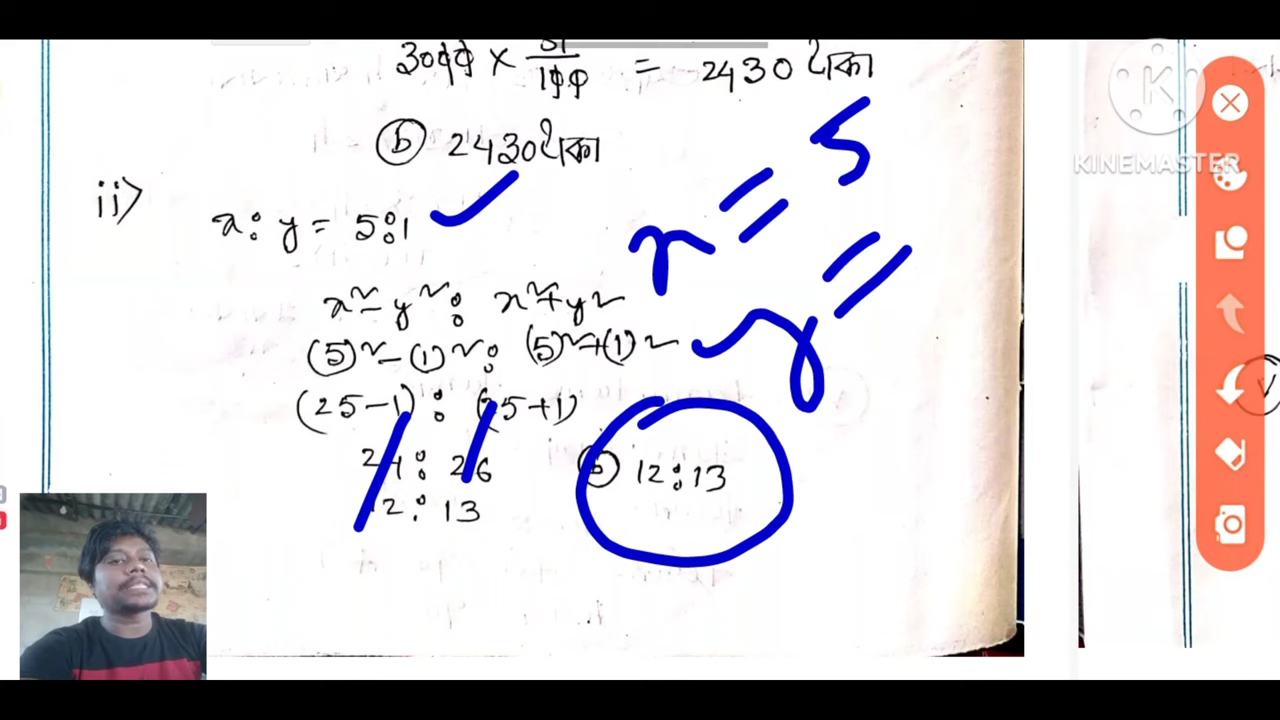 3000 × 81/100 = 2430 টাকা
ⓑ 2430 টাকা
ii>
x : y = 5:1
x² - y² : x² + y²
(5)² - (1)² : (5)² + (1)²
(25-1) : (25+1)
24 : 26
12 : 13
12:13
x = 5
y =
K
KINEMASTER